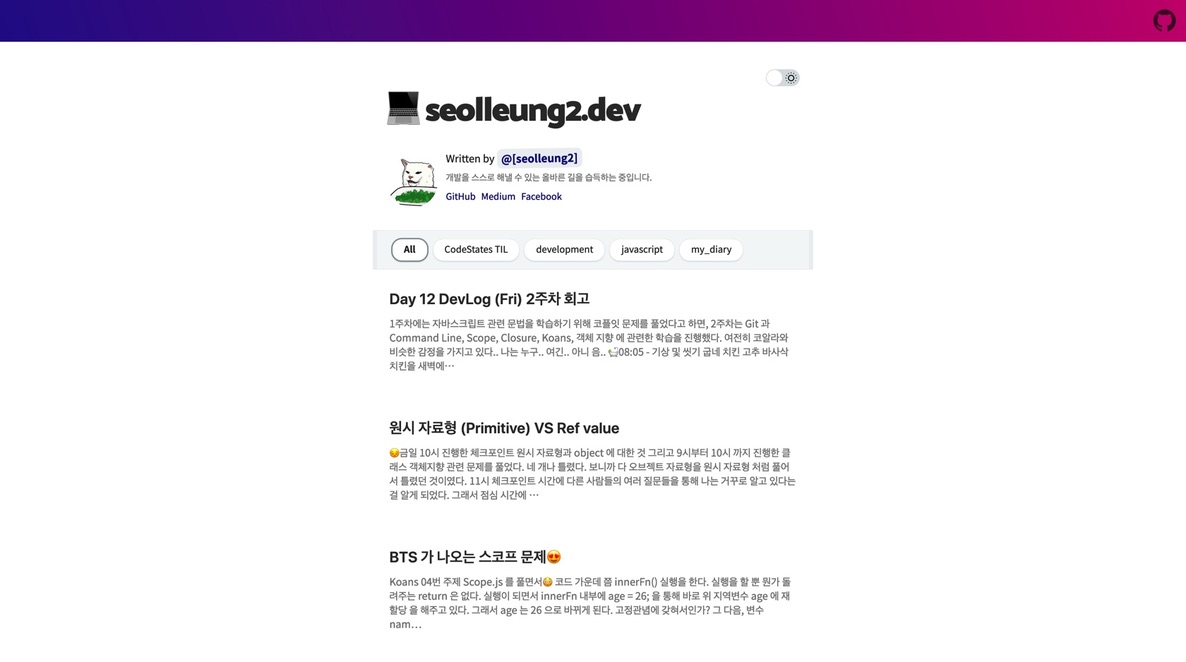 seolleung2.dev
Written by @[seolleung2]
개발을 스스로 해낼 수 있는 올바른 길을 습득하는 중입니다.
GitHub Medium Facebook
All CodeStates TIL development javascript my_diary
Day 12 DevLog (Fri) 2주차 회고
1주차에는 자바스크립트 관련 문법을 학습하기 위해 코플잇 문제를 풀었다고 하면, 2주차는 Git 과
Command Line, Scope, Closure, Koans, 객체 지향 에 관련한 학습을 진행했다. 여전히 코알라와
비슷한 감정을 가지고 있다.. 나는 누구.. 여긴.. 아니 음.. 08:05 - 기상 및 씻기 굽네 치킨 고추 바사삭
치킨을 새벽에…
원시 자료형 (Primitive) VS Ref value
😔금일 10시 진행한 체크포인트 원시 자료형과 object 에 대한 것 그리고 9시부터 10시 까지 진행한 클
래스 객체지향 관련 문제를 풀었다. 네 개나 틀렸다. 보니까 다 오브젝트 자료형을 원시 자료형 처럼 풀어
서 틀렸던 것이였다. 11시 체크포인트 시간에 다른 사람들의 여러 질문들을 통해 나는 거꾸로 알고 있다는
걸 알게 되었다. 그래서 점심 시간에 …
BTS 가 나오는 스코프 문제😍
Koans 04번 주제 Scope.js 를 풀면서😳 코드 가운데 쯤 innerFn() 실행을 한다. 실행을 할 뿐 뭔가 돌
려주는 return 은 없다. 실행이 되면서 innerFn 내부에 age = 26; 을 통해 바로 위 지역변수 age 에 재
할당 을 해주고 있다. 그래서 age 는 26 으로 바뀌게 된다. 고정관념에 갖혀서인가? 그 다음, 변수
nam…